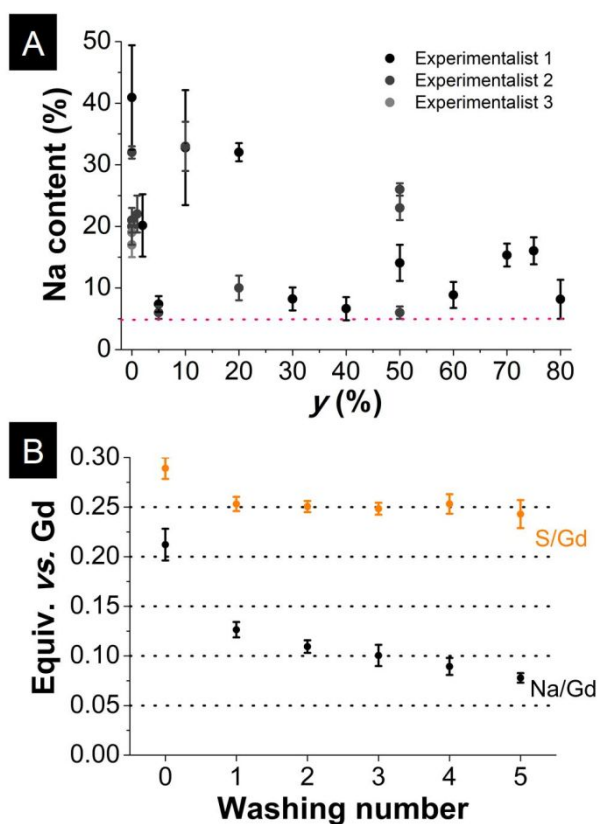 A
Na content (%)
50
40
30
20
10
0
Experimentalist 1
Experimentalist 2
Experimentalist 3
0 10 20 30 40 50 60 70 80
y (%)
B
Equiv. vs. Gd
0.30
0.25
0.20
0.15
0.10
0.05
0.00
S/Gd
Na/Gd
0 1 2 3 4 5
Washing number